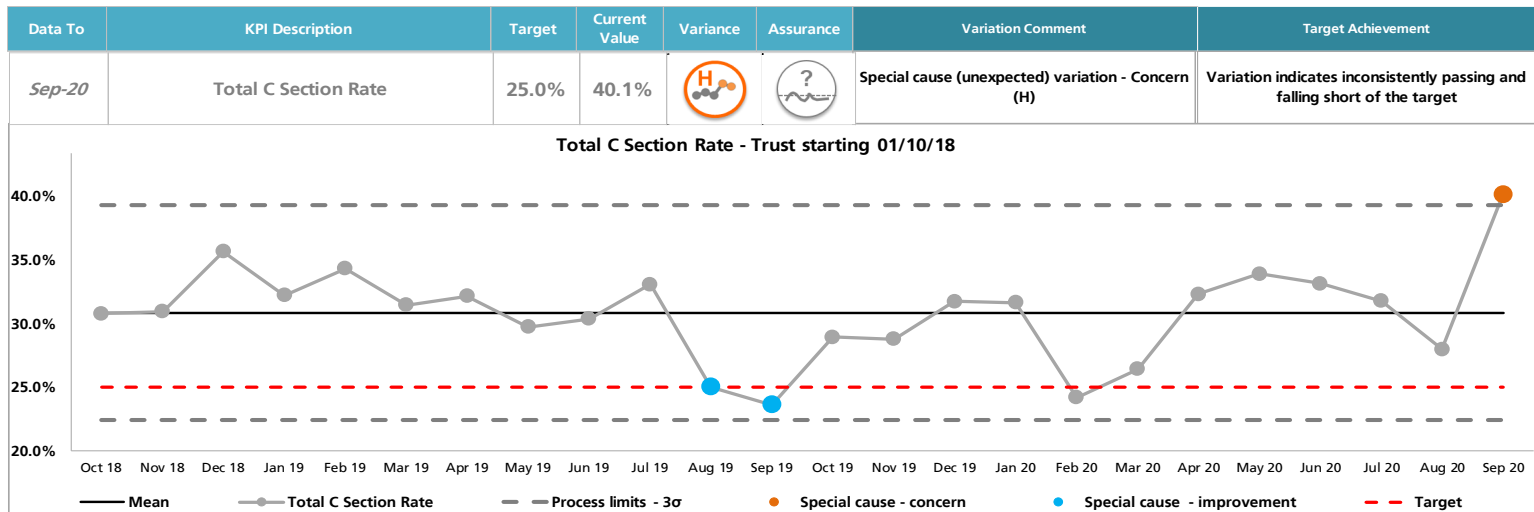 Data To KPI Description Target Current Value Variance Assurance Variation Comment Target Achievement
Sep-20 Total C Section Rate 25.0% 40.1% H ? Special cause (unexpected) variation - Concern (H) Variation indicates inconsistently passing and falling short of the target
Total C Section Rate - Trust starting 01/10/18
40.0%
35.0%
30.0%
25.0%
20.0%
Oct 18 Nov 18 Dec 18 Jan 19 Feb 19 Mar 19 Apr 19 May 19 Jun 19 Jul 19 Aug 19 Sep 19 Oct 19 Nov 19 Dec 19 Jan 20 Feb 20 Mar 20 Apr 20 May 20 Jun 20 Jul 20 Aug 20 Sep 20
Mean Total C Section Rate Process limits - 3σ Special cause - concern Special cause - improvement Target